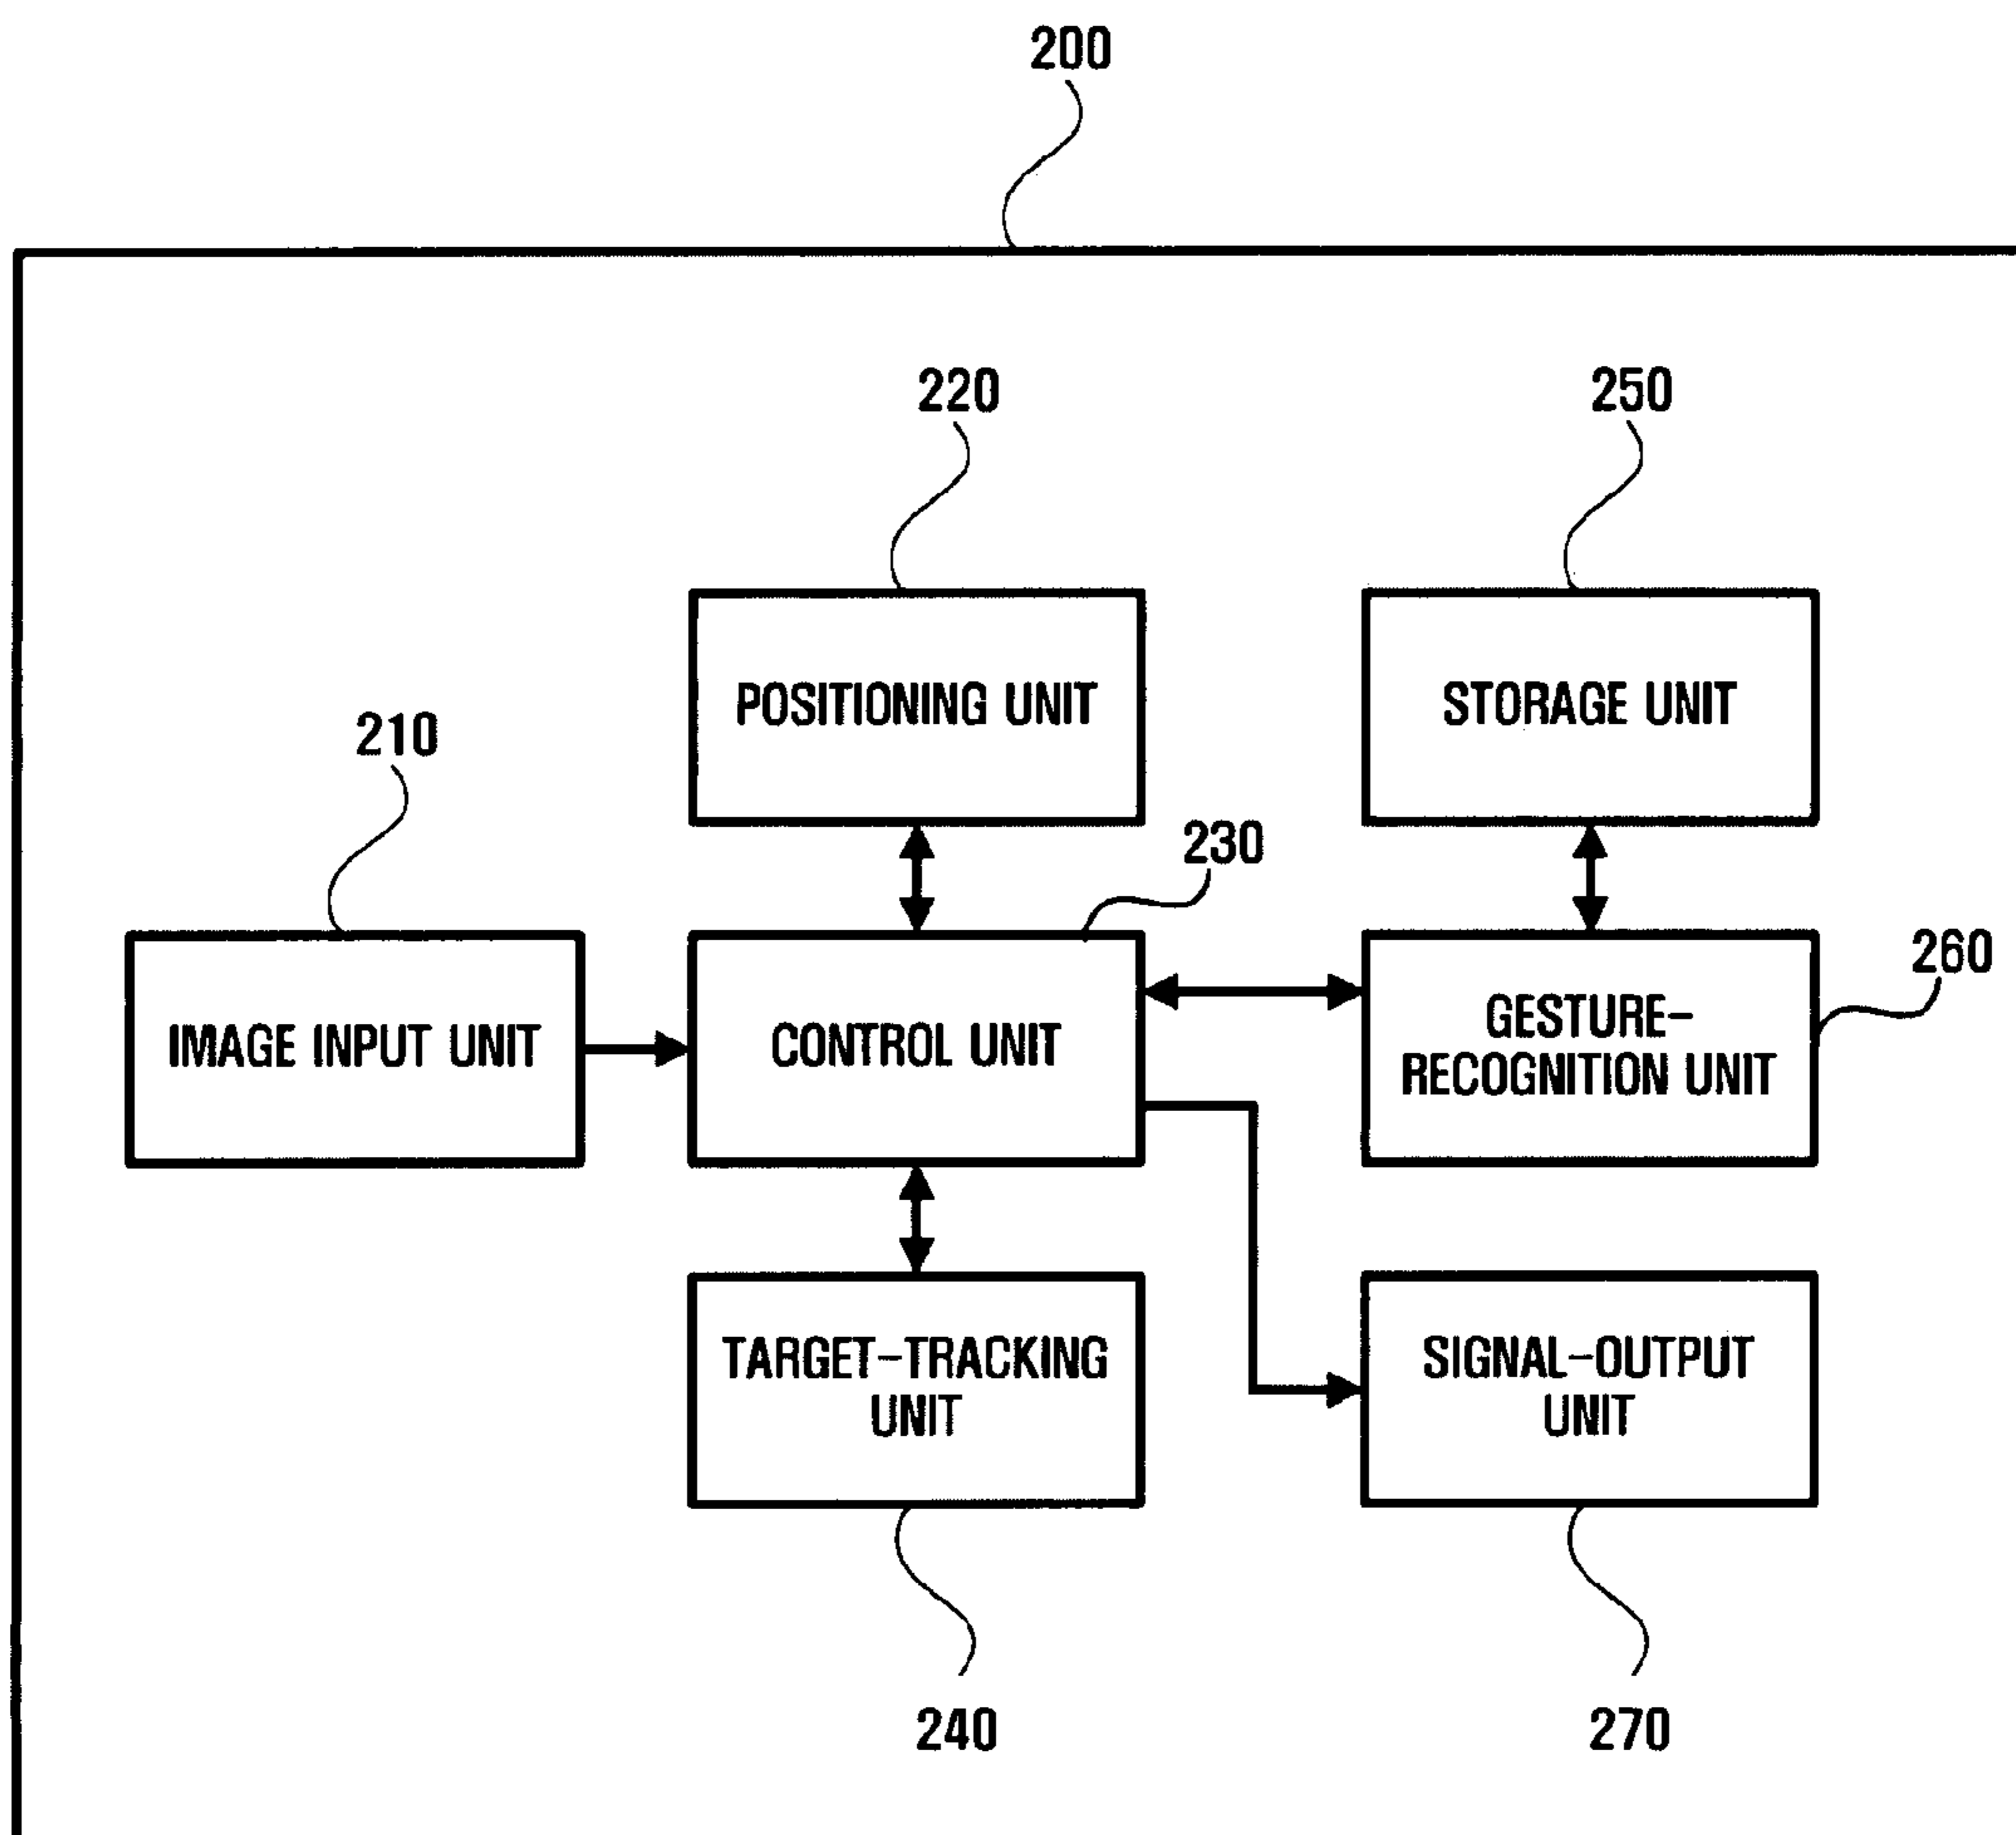 200
220
250
POSITIONING UNIT
STORAGE UNIT
210
230
260
IMAGE INPUT UNIT
CONTROL UNIT
GESTURE-
RECOGNITION UNIT
TARGET-TRACKING
UNIT
SIGNAL-OUTPUT
UNIT
240
270